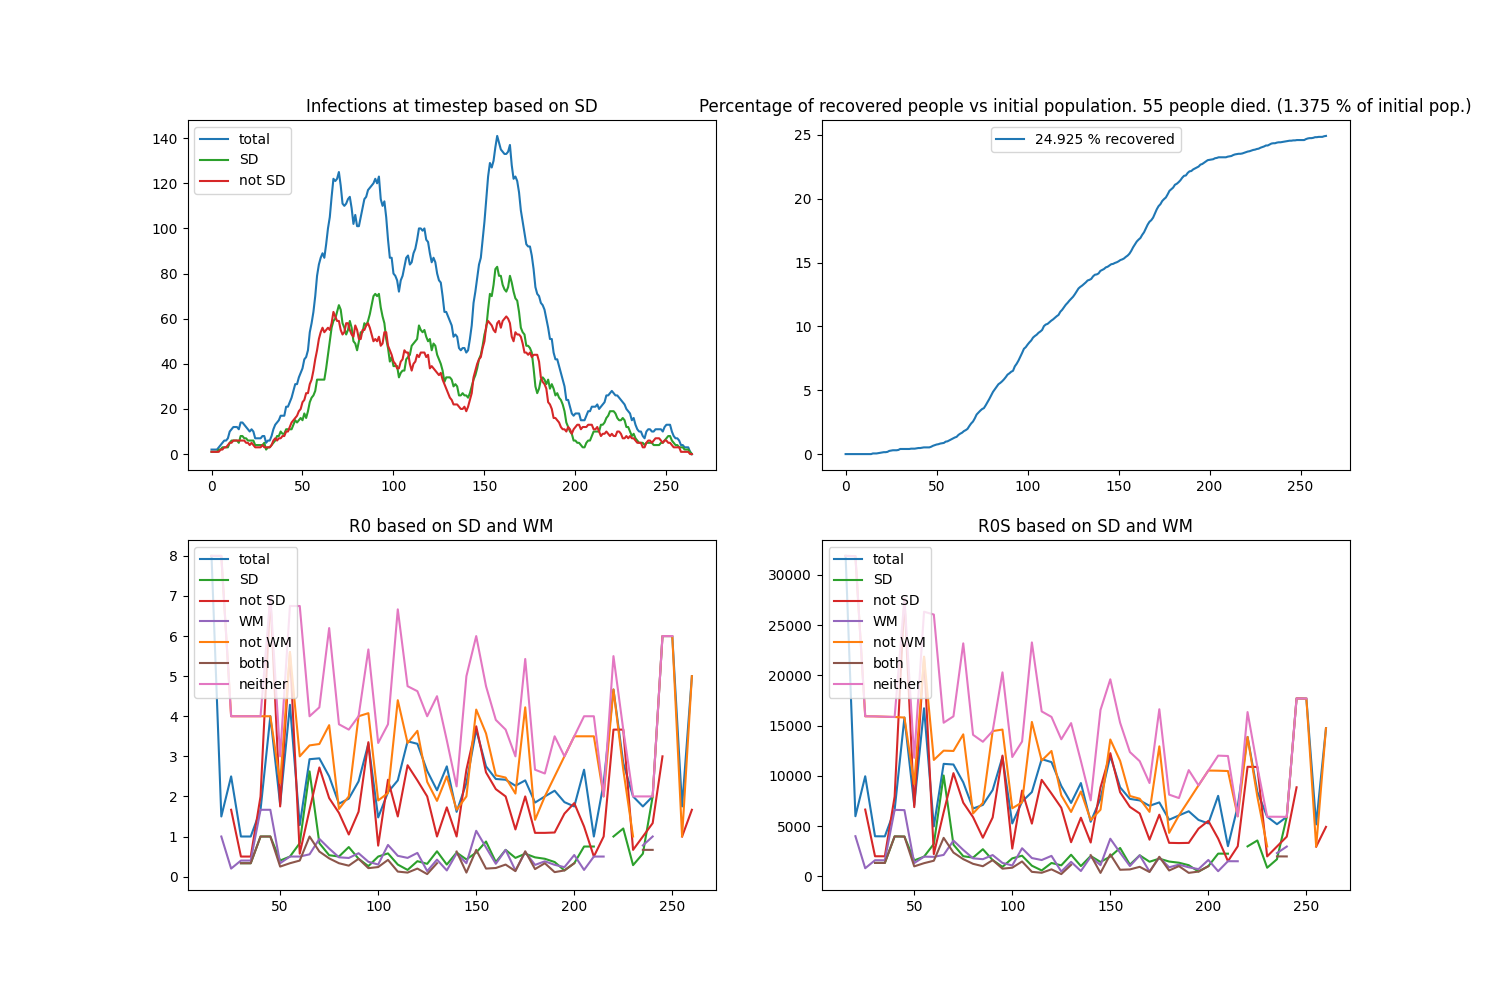 Infections at timestep based on SD
total
SD
not SD
140
120
100
80
60
40
20
0
0 50 100 150 200 250
Percentage of recovered people vs initial population. 55 people died. (1.375 % of initial pop.)
24.925 % recovered
25
20
15
10
5
0
0 50 100 150 200 250
R0 based on SD and WM
total
SD
not SD
WM
not WM
both
neither
8
7
6
5
4
3
2
1
0
50 100 150 200 250
R0S based on SD and WM
total
SD
not SD
WM
not WM
both
neither
30000
25000
20000
15000
10000
5000
0
50 100 150 200 250